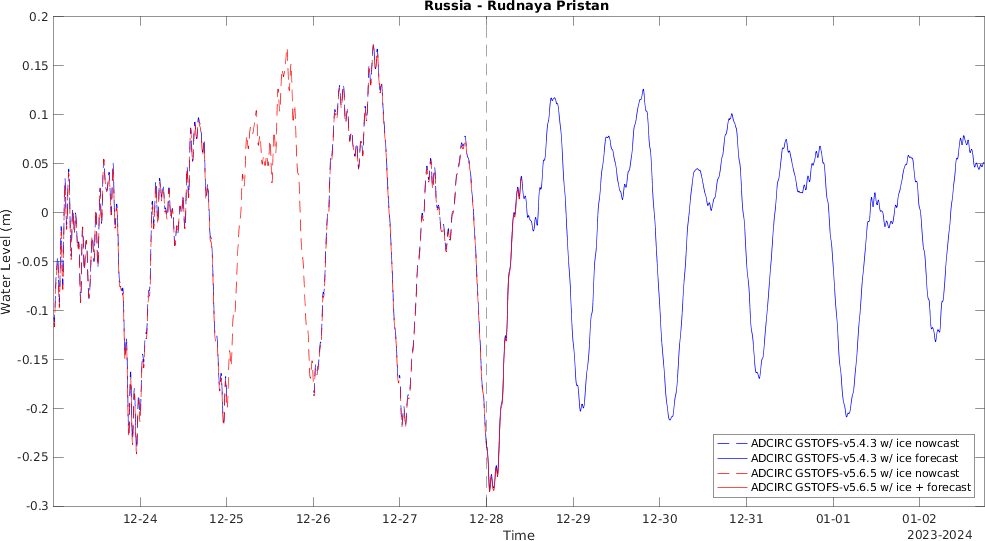 Russia - Rudnaya Pristan
0.2
0.15
0.1
0.05
0
-0.05
-0.1
-0.15
-0.2
-0.25
-0.3
Water Level (m)
12-24 12-25 12-26 12-27 12-28 12-29 12-30 12-31 01-01 01-02
Time
2023-2024
ADCIRC GSTOFS-v5.4.3 w/ ice nowcast
ADCIRC GSTOFS-v5.4.3 w/ ice forecast
ADCIRC GSTOFS-v5.6.5 w/ ice nowcast
ADCIRC GSTOFS-v5.6.5 w/ ice + forecast